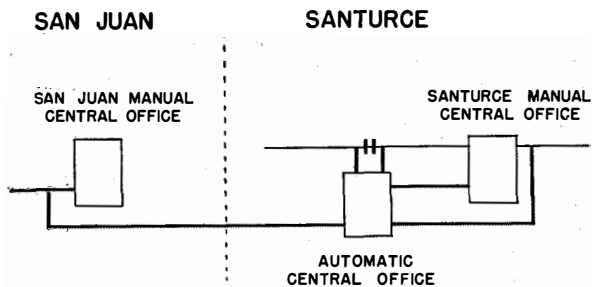 SAN JUAN
SANTURCE
SAN JUAN MANUAL
CENTRAL OFFICE
SANTURCE MANUAL
CENTRAL OFFICE
AUTOMATIC
CENTRAL OFFICE